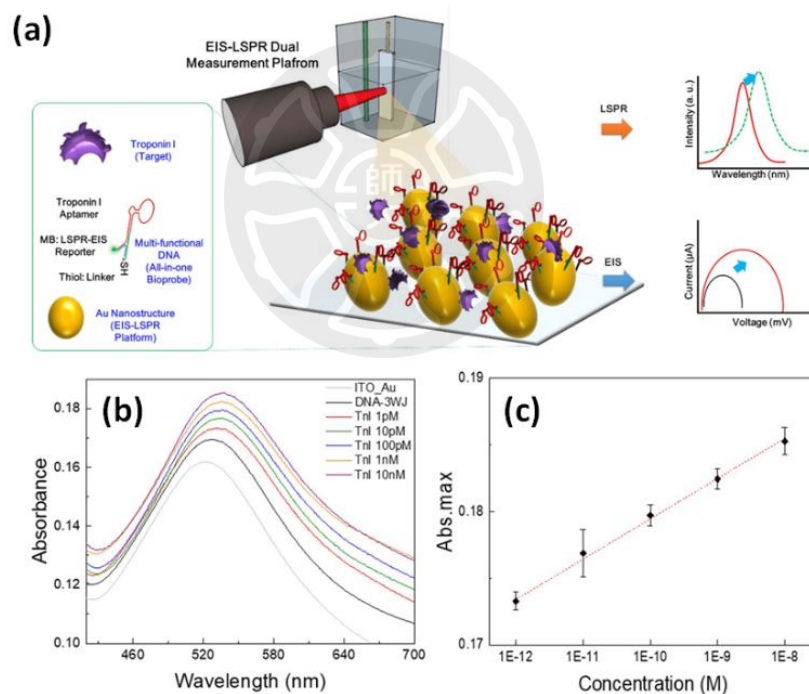 (a)
EIS-LSPR Dual
Measurement Plafrom
Troponin I
(Target)
Troponin I
Aptamer
MB: LSPR-EIS
Reporter
Multi-functional
DNA
(All-in-one
Bioprobe)
Thiol: Linker
-SH
Au Nanostructure
(EIS-LSPR
Platform)
師
LSPR
Intensity (a. u.)
Wavelength (nm)
EIS
Current (μA)
Voltage (mV)
(b)
ITO_Au
DNA-3WJ
TnI 1pM
TnI 10pM
TnI 100pM
TnI 1nM
TnI 10nM
0.18
0.16
0.14
0.12
0.10
Absorbance
460
520
580
640
700
Wavelength (nm)
(c)
0.19
0.18
0.17
Abs.max
1E-12
1E-11
1E-10
1E-9
1E-8
Concentration (M)